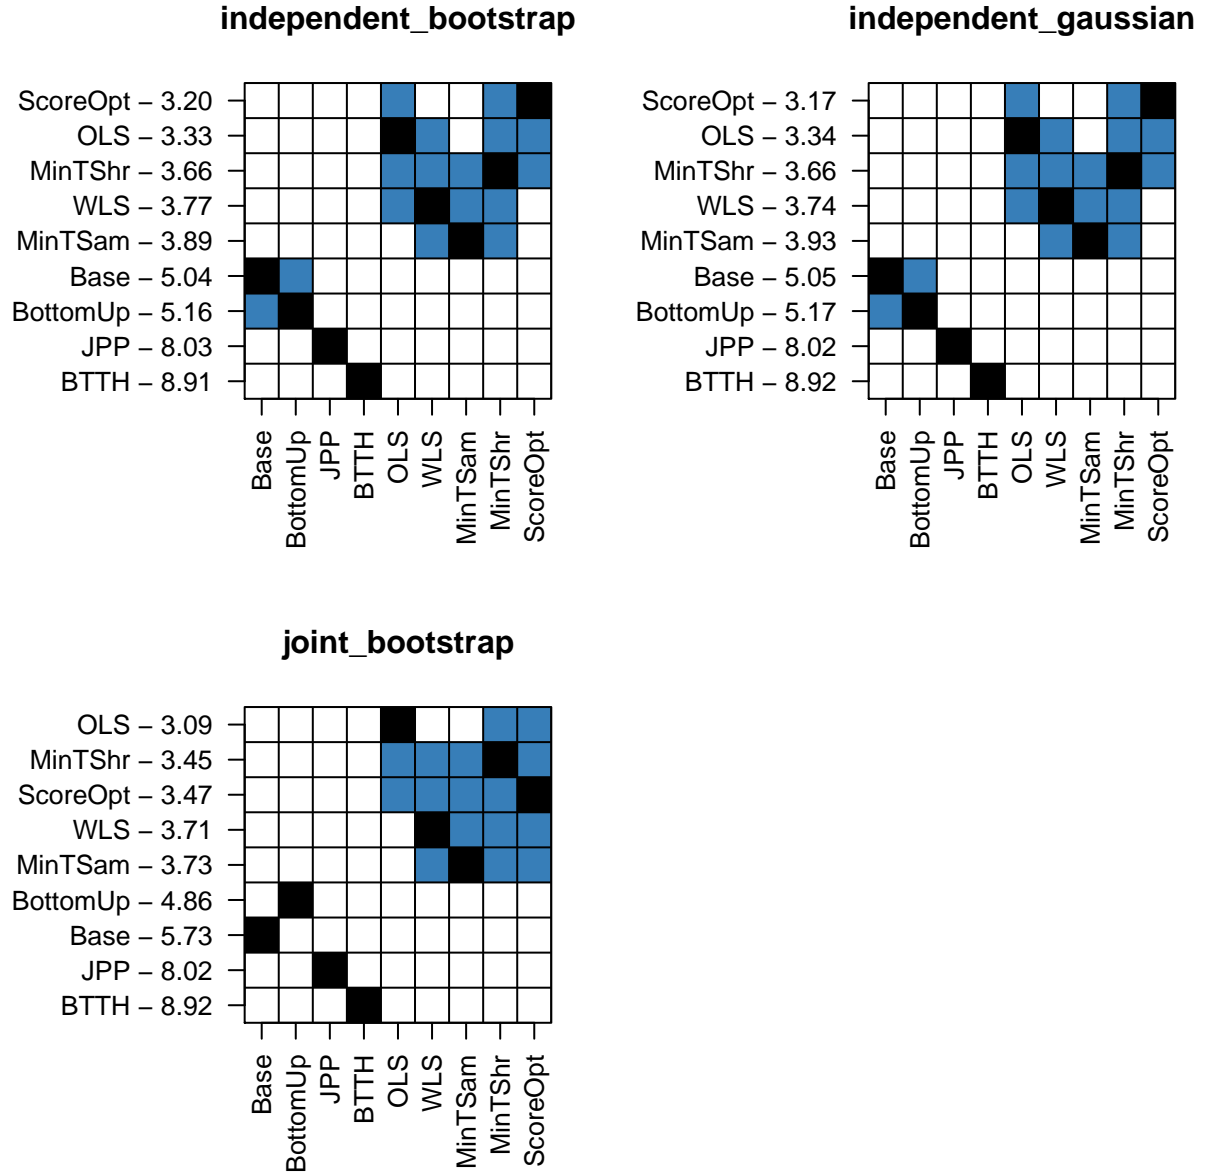 independent_bootstrap
ScoreOpt – 3.20
OLS – 3.33
MinTShr – 3.66
WLS – 3.77
MinTSam – 3.89
Base – 5.04
BottomUp – 5.16
JPP – 8.03
BTTH – 8.91
Base
BottomUp
JPP
BTTH
OLS
WLS
MinTSam
MinTShr
ScoreOpt
independent_gaussian
ScoreOpt – 3.17
OLS – 3.34
MinTShr – 3.66
WLS – 3.74
MinTSam – 3.93
Base – 5.05
BottomUp – 5.17
JPP – 8.02
BTTH – 8.92
Base
BottomUp
JPP
BTTH
OLS
WLS
MinTSam
MinTShr
ScoreOpt
joint_bootstrap
OLS – 3.09
MinTShr – 3.45
ScoreOpt – 3.47
WLS – 3.71
MinTSam – 3.73
BottomUp – 4.86
Base – 5.73
JPP – 8.02
BTTH – 8.92
Base
BottomUp
JPP
BTTH
OLS
WLS
MinTSam
MinTShr
ScoreOpt